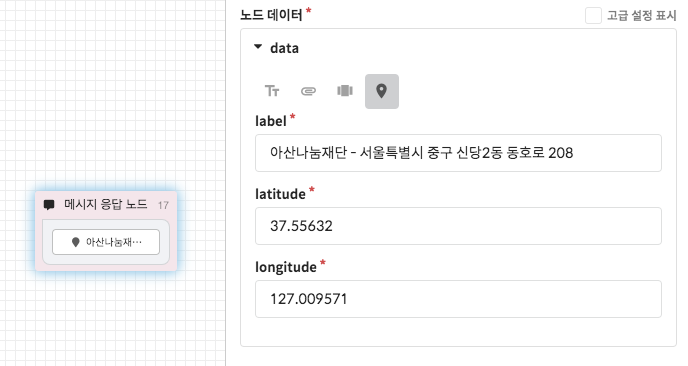 노드 데이터 *
고급 설정 표시
data
Tт
label *
아산나눔재단 - 서울특별시 중구 신당2동 동호로 208
메시지 응답 노드 17
아산나눔재...
latitude *
37.55632
longitude *
127.009571